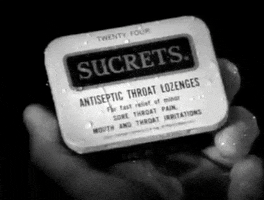 TWENTY FOUR
SUCRETS®
ANTISEPTIC THROAT LOZENGES
For fast relief of minor
SORE THROAT PAIN,
MOUTH AND THROAT IRRITATIONS